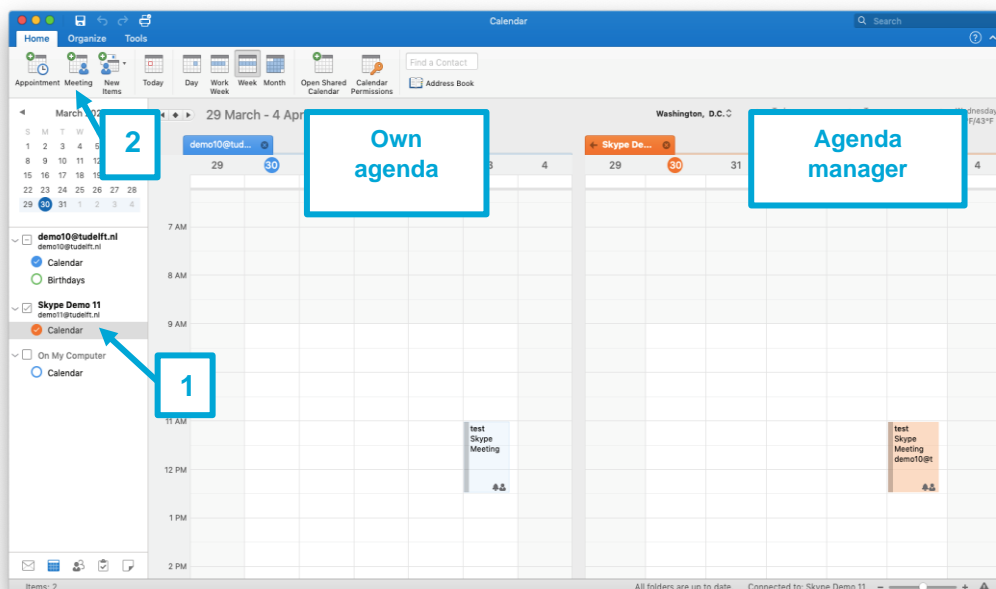 Calendar
Search
Home Organize Tools
Appointment Meeting New Items Today Day Work Week Week Month Open Shared Calendar Calendar Permissions
Find a Contact
Address Book
March
29 March - 4 Apr
Washington, D.C.
S M T W
1 2 3 4 5
8 9 10 11 12
15 16 17 18 19
22 23 24 25 26 27 28
29 30 31 1 2 3 4
2
Own
agenda
Agenda
manager
demo10@tud...
Skype De...
29 30 4
29 30 31 4
demo10@tudelft.nl
demo10@tudelft.nl
Calendar
Birthdays
Skype Demo 11
demo11@tudelft.nl
Calendar
On My Computer
Calendar
1
7 AM
8 AM
9 AM
11 AM
12 PM
1 PM
2 PM
test
Skype
Meeting
test
Skype
Meeting
demo10@t
Items: 2
All folders are up to date. Connected to: Skype Demo 11